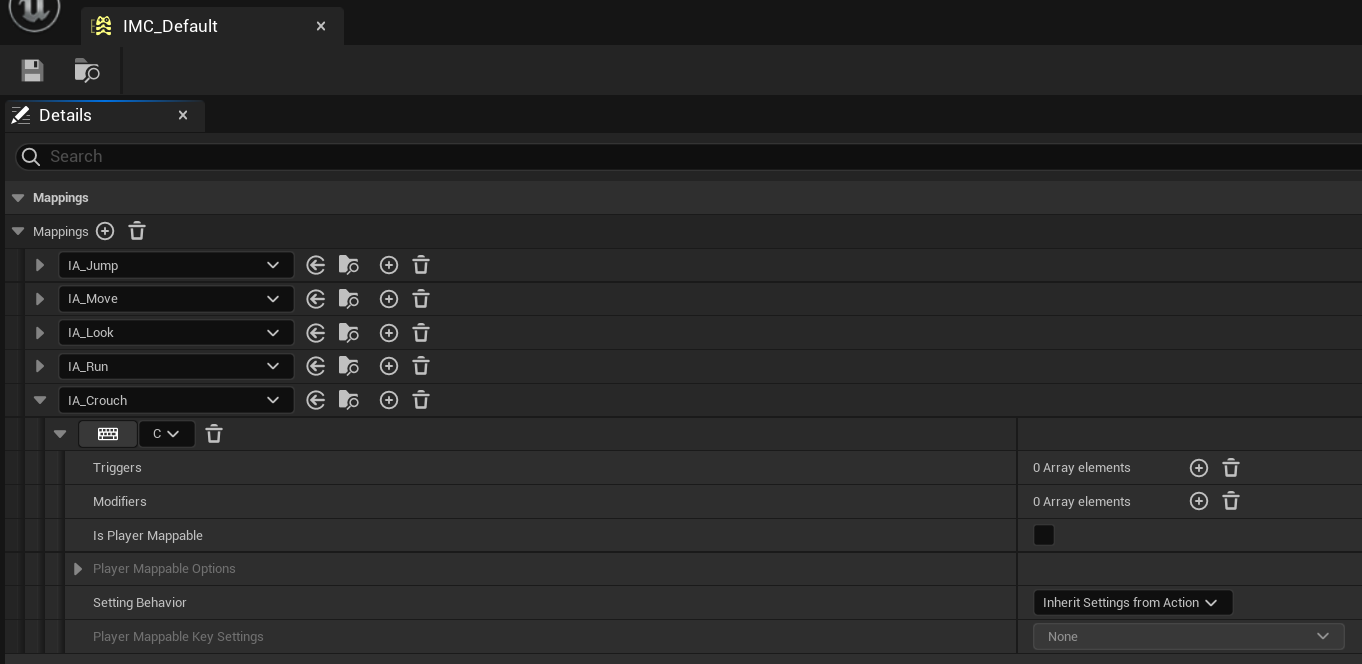 IMC_Default
Details
Search
Mappings
Mappings
IA_Jump
IA_Move
IA_Look
IA_Run
IA_Crouch
C
Triggers 0 Array elements
Modifiers 0 Array elements
Is Player Mappable
Player Mappable Options
Setting Behavior Inherit Settings from Action
Player Mappable Key Settings None